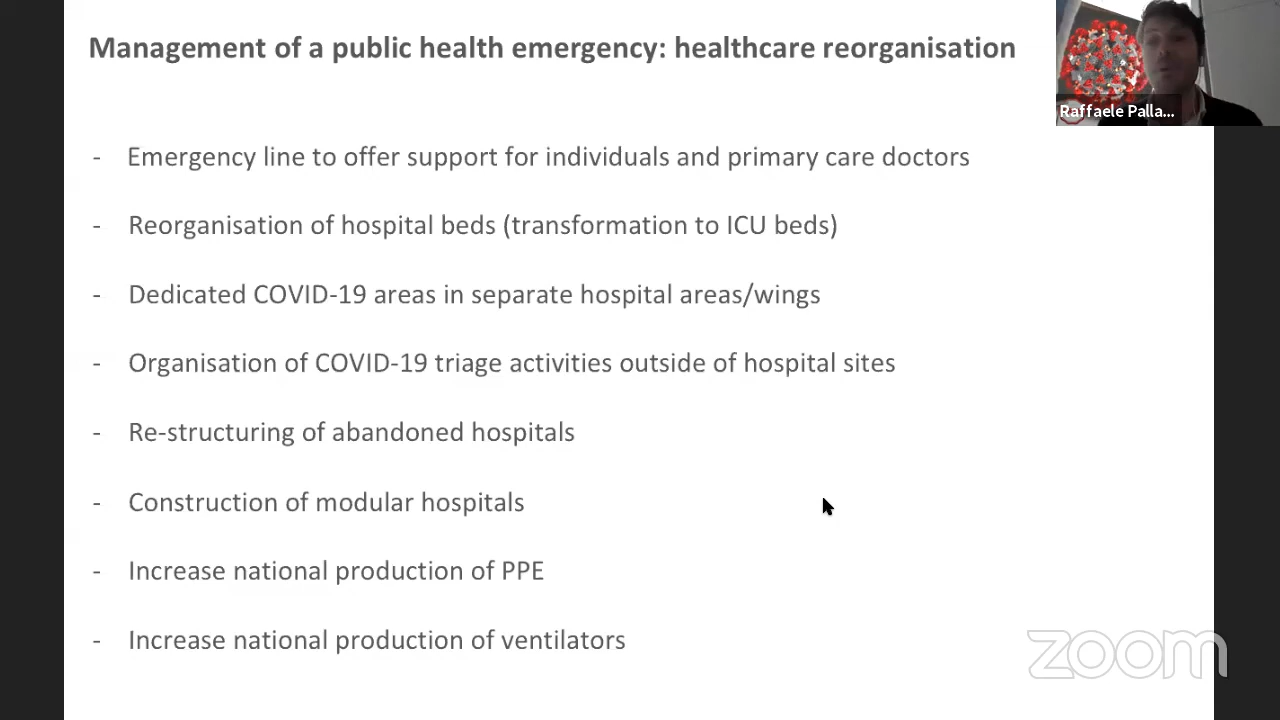 Management of a public health emergency: healthcare reorganisation
Raffaele Palla...
- Emergency line to offer support for individuals and primary care doctors
- Reorganisation of hospital beds (transformation to ICU beds)
- Dedicated COVID-19 areas in separate hospital areas/wings
- Organisation of COVID-19 triage activities outside of hospital sites
- Re-structuring of abandoned hospitals
- Construction of modular hospitals
- Increase national production of PPE
- Increase national production of ventilators
zoom